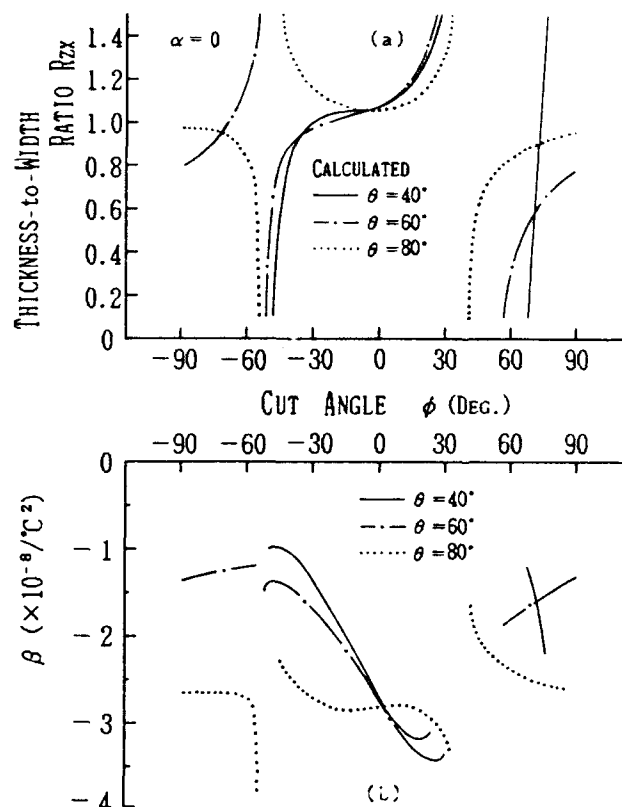 1.4
1.2
1.0
0.8
0.6
0.4
0.2
0
THICKNESS-to-WIDTH
RATIO RZX
α = 0
(a)
CALCULATED
θ = 40°
θ = 60°
θ = 80°
-90 -60 -30 0 30 60 90
CUT ANGLE φ (DEG.)
-90 -60 -30 0 30 60 90
0
-1
-2
-3
-4
β (×10⁻⁸/°C²)
θ = 40°
θ = 60°
θ = 80°